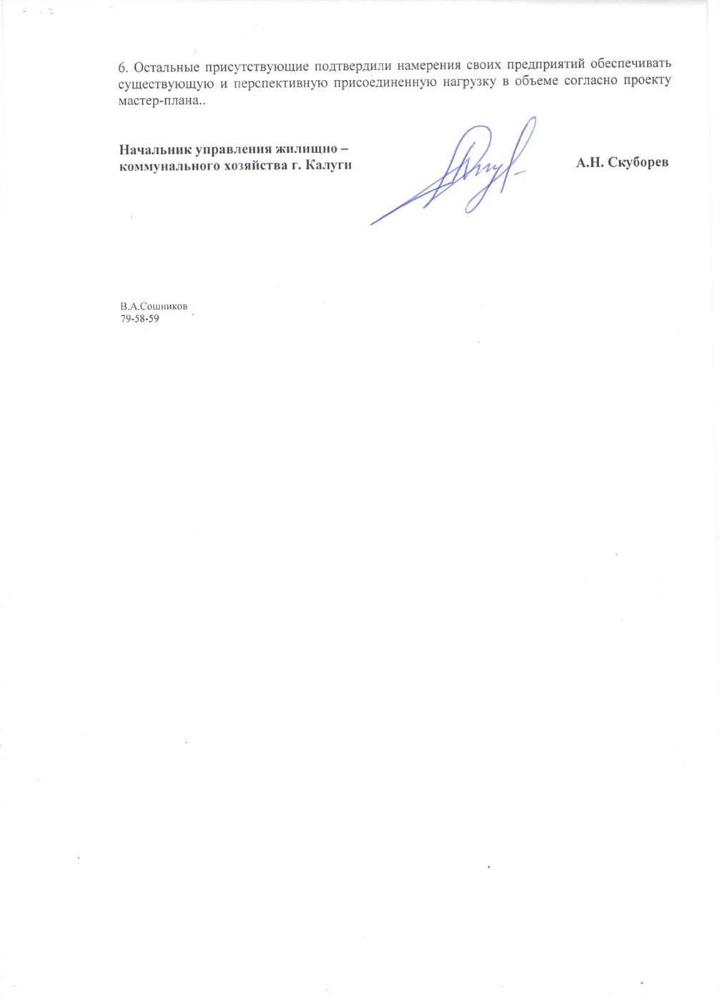 6. Остальные присутствующие подтвердили намерения своих предприятий обеспечивать
существующую и перспективную присоединенную нагрузку в объеме согласно проекту
мастер-плана..
Начальник управления жилищно –
коммунального хозяйства г. Калуги
А.Н. Скуборев
В.А.Сошников
79-58-59